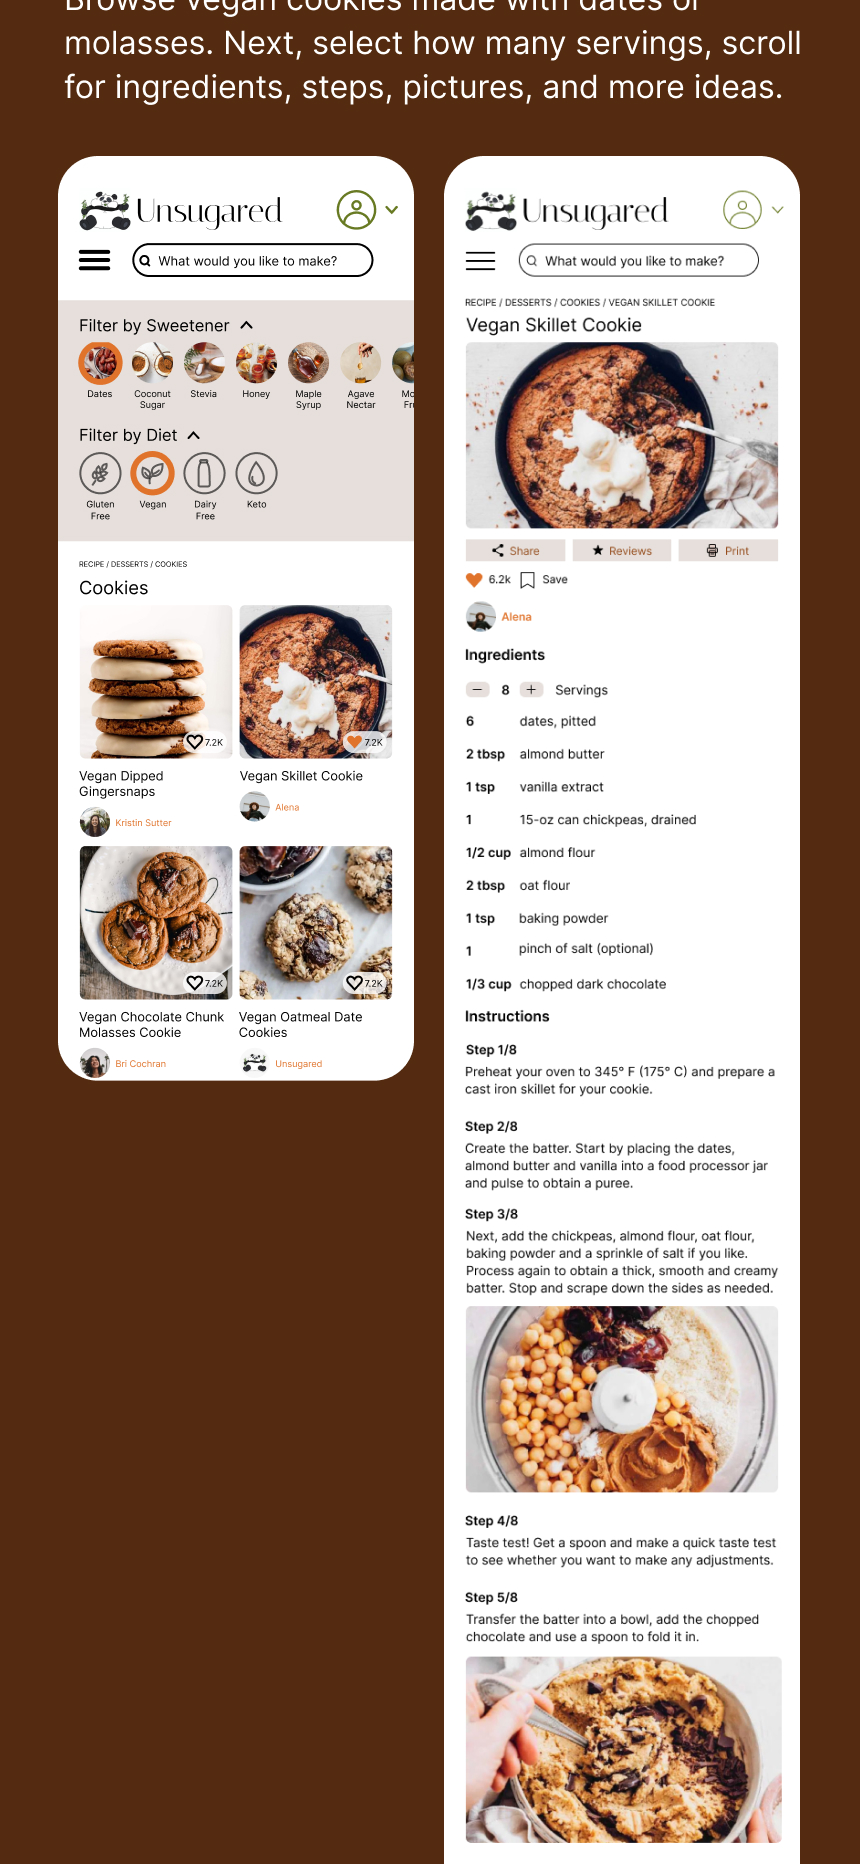 Browse vegan cookies made with dates or
molasses. Next, select how many servings, scroll
for ingredients, steps, pictures, and more ideas.
Unsugared
What would you like to make?
Filter by Sweetener
Dates
Coconut
Sugar
Stevia
Honey
Maple
Syrup
Agave
Nectar
Filter by Diet
Gluten
Free
Vegan
Dairy
Free
Keto
RECIPE / DESSERTS / COOKIES
Cookies
7.2K
7.2K
Vegan Dipped
Gingersnaps
Kristin Sutter
Vegan Skillet Cookie
Alena
7.2K
7.2K
Vegan Chocolate Chunk
Molasses Cookie
Bri Cochran
Vegan Oatmeal Date
Cookies
Unsugared
Unsugared
What would you like to make?
RECIPE / DESSERTS / COOKIES / VEGAN SKILLET COOKIE
Vegan Skillet Cookie
Share
Reviews
Print
6.2k
Save
Alena
Ingredients
− 8 + Servings
6 dates, pitted
2 tbsp almond butter
1 tsp vanilla extract
1 15-oz can chickpeas, drained
1/2 cup almond flour
2 tbsp oat flour
1 tsp baking powder
1 pinch of salt (optional)
1/3 cup chopped dark chocolate
Instructions
Step 1/8
Preheat your oven to 345° F (175° C) and prepare a
cast iron skillet for your cookie.
Step 2/8
Create the batter. Start by placing the dates,
almond butter and vanilla into a food processor jar
and pulse to obtain a puree.
Step 3/8
Next, add the chickpeas, almond flour, oat flour,
baking powder and a sprinkle of salt if you like.
Process again to obtain a thick, smooth and creamy
batter. Stop and scrape down the sides as needed.
Step 4/8
Taste test! Get a spoon and make a quick taste test
to see whether you want to make any adjustments.
Step 5/8
Transfer the batter into a bowl, add the chopped
chocolate and use a spoon to fold it in.